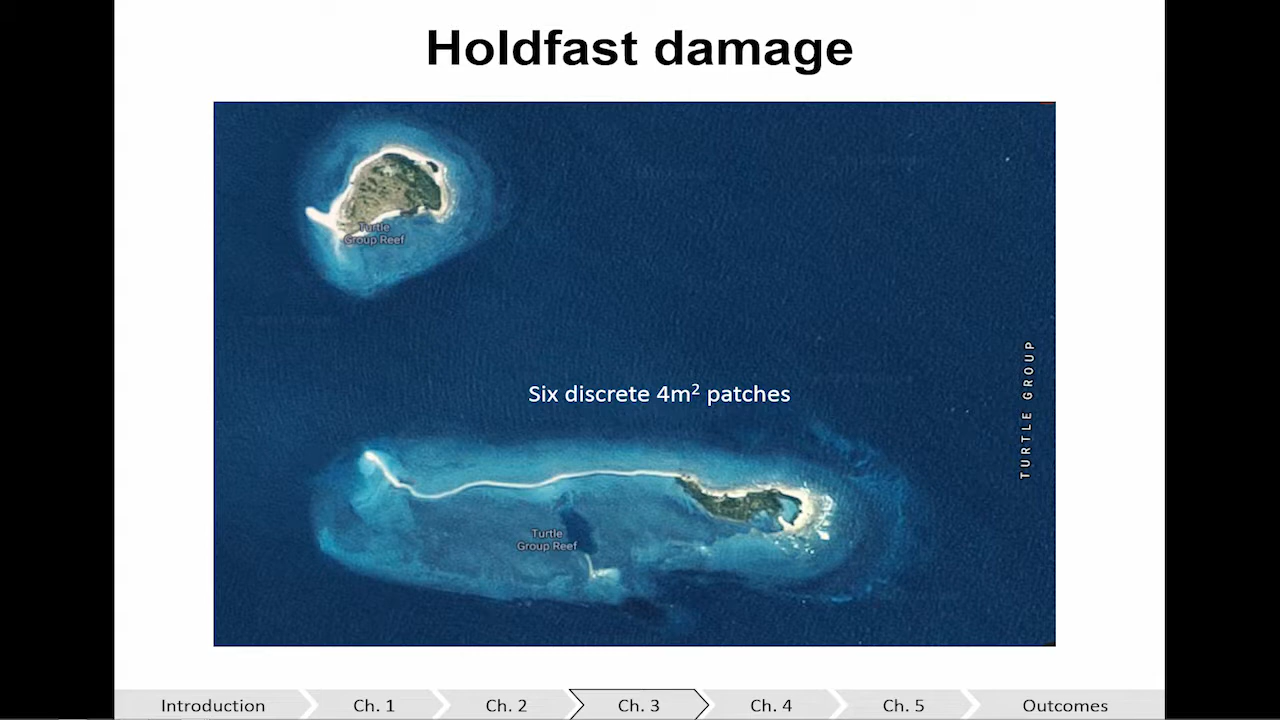 Holdfast damage
Turtle
Group Reef
Six discrete 4m² patches
TURTLE GROUP
Turtle
Group Reef
Introduction
Ch. 1
Ch. 2
Ch. 3
Ch. 4
Ch. 5
Outcomes